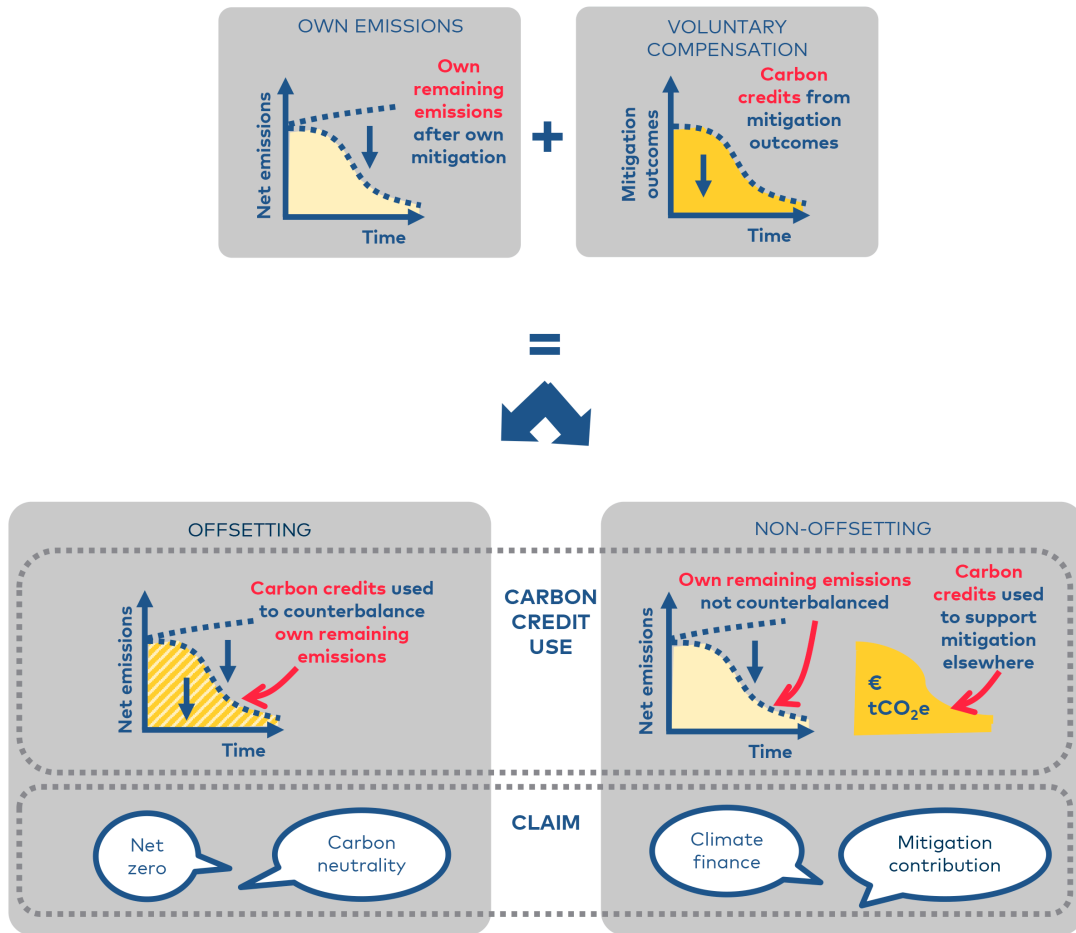 OWN EMISSIONS
Own
remaining
emissions
after own
mitigation
Net emissions
Time
+
VOLUNTARY
COMPENSATION
Carbon
credits from
mitigation
outcomes
Mitigation
outcomes
Time
=
OFFSETTING
Carbon credits used
to counterbalance
own remaining
emissions
Net emissions
Time
CARBON
CREDIT
USE
NON-OFFSETTING
Own remaining emissions
not counterbalanced
Net emissions
Time
Carbon
credits used
to support
mitigation
elsewhere
€
tCO₂e
Net
zero
Carbon
neutrality
CLAIM
Climate
finance
Mitigation
contribution